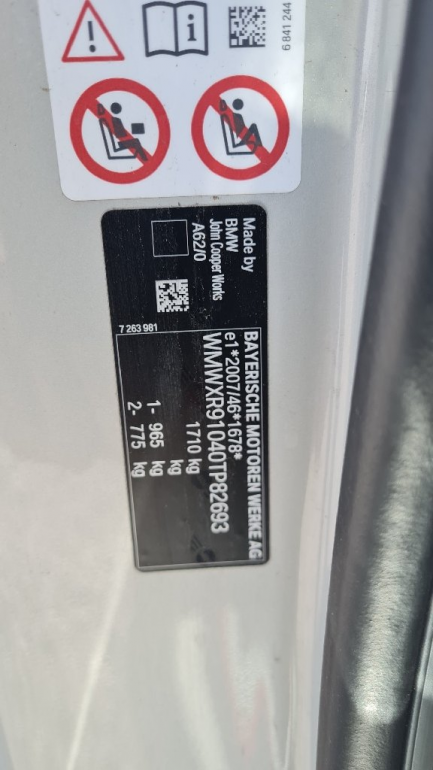 6 841 244
Made by
BMW
John Cooper Works
A62/0
7 263 981
BAYERISCHE MOTOREN WERKE AG
e1*2007/46*1678*
WMWXR91040TP82693
1710 kg
kg
1- 965 kg
2- 775 kg